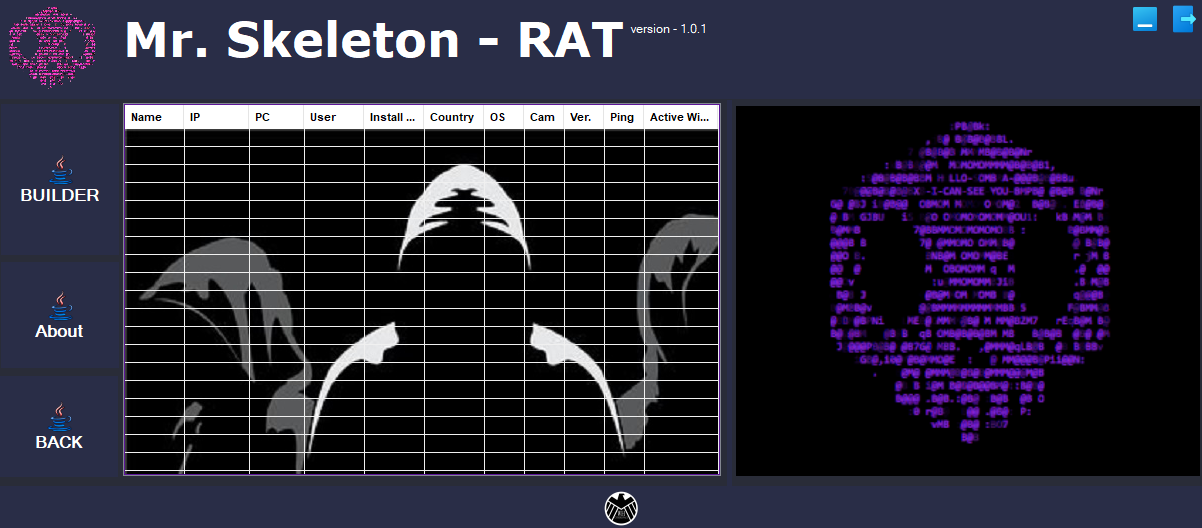 Mr. Skeleton - RAT version - 1.0.1
Name IP PC User Install ... Country OS Cam Ver. Ping Active Wi...
BUILDER
About
BACK
I-CAN-SEE YOU